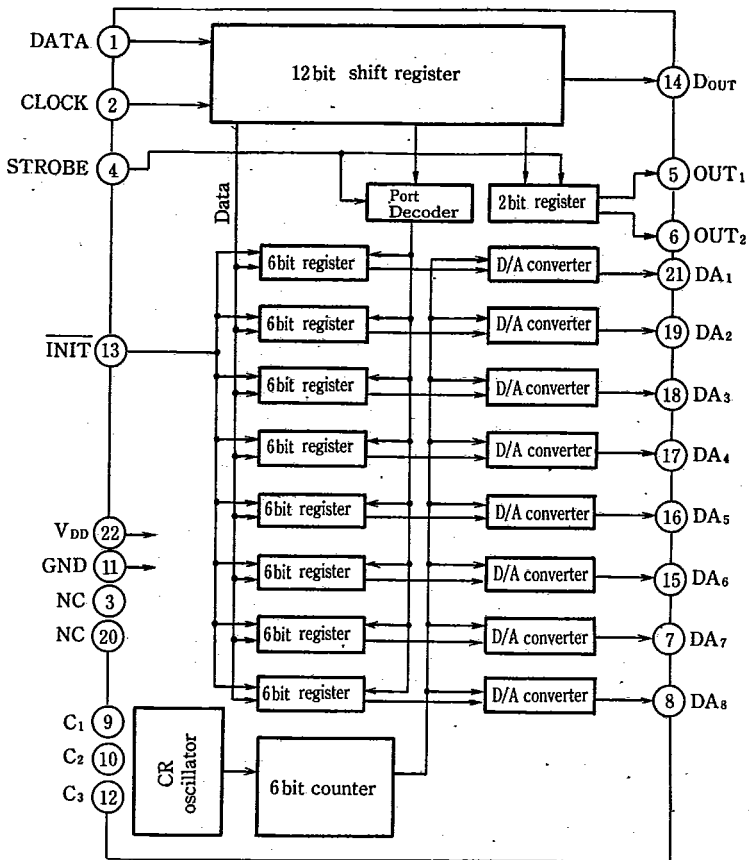 DATA 1
12bit shift register
14 DOUT
CLOCK 2
STROBE 4
5 OUT1
Data
Port
Decoder
2bit register
6 OUT2
6bit register
D/A converter
21 DA1
6bit register
D/A converter
19 DA2
INIT 13
6bit register
D/A converter
18 DA3
6bit register
D/A converter
17 DA4
6bit register
D/A converter
16 DA5
VDD 22
GND 11
6bit register
D/A converter
15 DA6
NC 3
NC 20
6bit register
D/A converter
7 DA7
6bit register
D/A converter
8 DA8
C1 9
C2 10
C3 12
CR
oscillator
6bit counter